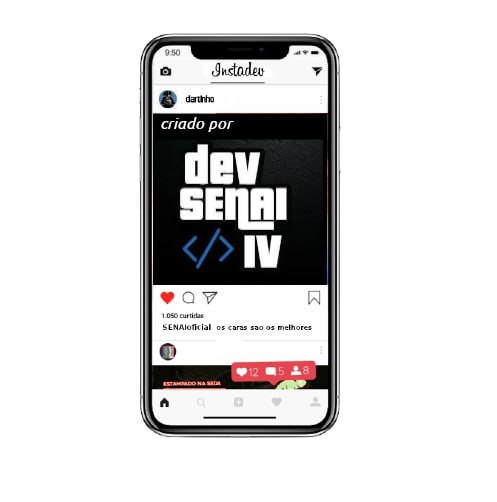 9:50
Instadev
dartinho
criado por
dev
SENAI
</> IV
1.050 curtidas
SENAIoficial os caras sao os melhores
12 5 8
ESTAMPADO NA SEDA